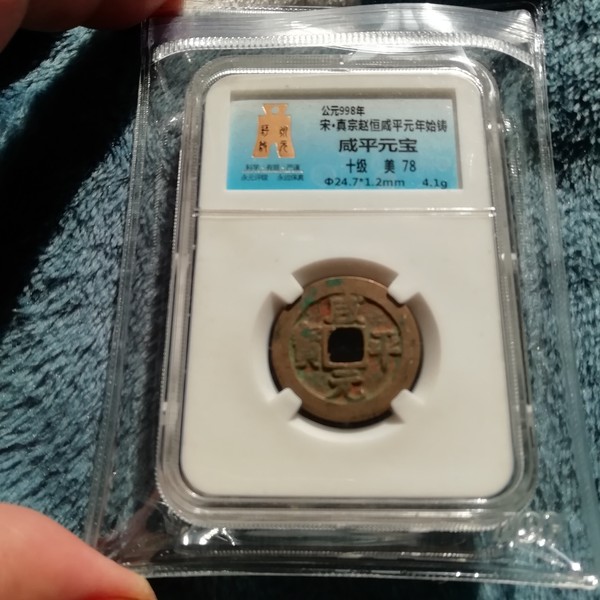 公元998年
宋·真宗赵恒咸平元年始铸
咸平元宝
十级 美 78
Φ24.7*1.2mm 4.1g
咸平元寳